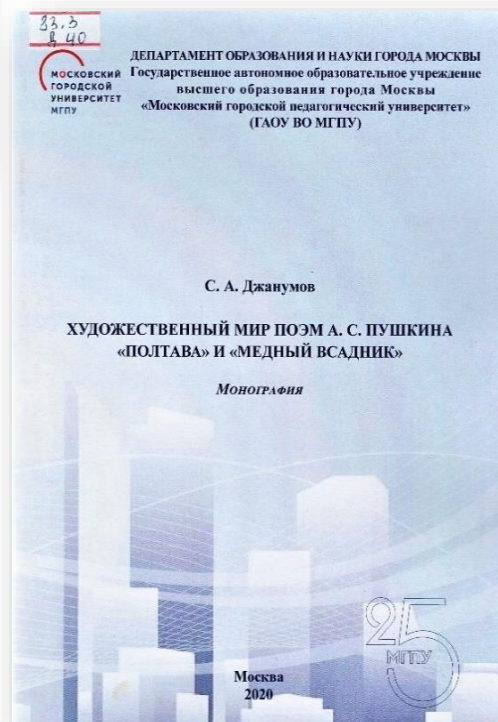 83.3
Д 40
МОСКОВСКИЙ
ГОРОДСКОЙ
УНИВЕРСИТЕТ
МГПУ
ДЕПАРТАМЕНТ ОБРАЗОВАНИЯ И НАУКИ ГОРОДА МОСКВЫ
Государственное автономное образовательное учреждение
высшего образования города Москвы
«Московский городской педагогический университет»
(ГАОУ ВО МГПУ)
С. А. Джанумов
ХУДОЖЕСТВЕННЫЙ МИР ПОЭМ А. С. ПУШКИНА
«ПОЛТАВА» И «МЕДНЫЙ ВСАДНИК»
МОНОГРАФИЯ
25
МГПУ
Москва
2020